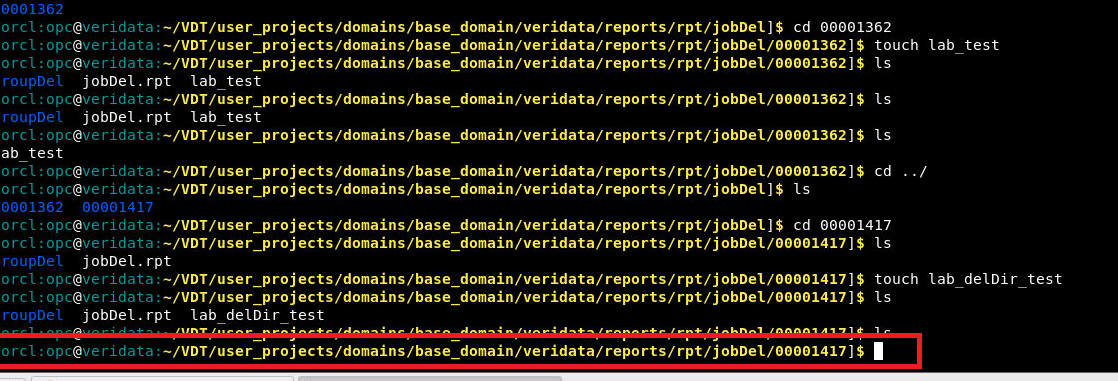 0001362
orcl:opc@veridata:~/VDT/user_projects/domains/base_domain/veridata/reports/rpt/jobDel]$ cd 00001362
orcl:opc@veridata:~/VDT/user_projects/domains/base_domain/veridata/reports/rpt/jobDel/00001362]$ touch lab_test
orcl:opc@veridata:~/VDT/user_projects/domains/base_domain/veridata/reports/rpt/jobDel/00001362]$ ls
roupDel  jobDel.rpt  lab_test
orcl:opc@veridata:~/VDT/user_projects/domains/base_domain/veridata/reports/rpt/jobDel/00001362]$ ls
roupDel  jobDel.rpt  lab_test
orcl:opc@veridata:~/VDT/user_projects/domains/base_domain/veridata/reports/rpt/jobDel/00001362]$ ls
ab_test
orcl:opc@veridata:~/VDT/user_projects/domains/base_domain/veridata/reports/rpt/jobDel/00001362]$ cd ../
orcl:opc@veridata:~/VDT/user_projects/domains/base_domain/veridata/reports/rpt/jobDel]$ ls
0001362  00001417
orcl:opc@veridata:~/VDT/user_projects/domains/base_domain/veridata/reports/rpt/jobDel]$ cd 00001417
orcl:opc@veridata:~/VDT/user_projects/domains/base_domain/veridata/reports/rpt/jobDel/00001417]$ ls
roupDel  jobDel.rpt
orcl:opc@veridata:~/VDT/user_projects/domains/base_domain/veridata/reports/rpt/jobDel/00001417]$ touch lab_delDir_test
orcl:opc@veridata:~/VDT/user_projects/domains/base_domain/veridata/reports/rpt/jobDel/00001417]$ ls
roupDel  jobDel.rpt  lab_delDir_test
orcl:opc@veridata:~/VDT/user_projects/domains/base_domain/veridata/reports/rpt/jobDel/00001417]$ ls
orcl:opc@veridata:~/VDT/user_projects/domains/base_domain/veridata/reports/rpt/jobDel/00001417]$